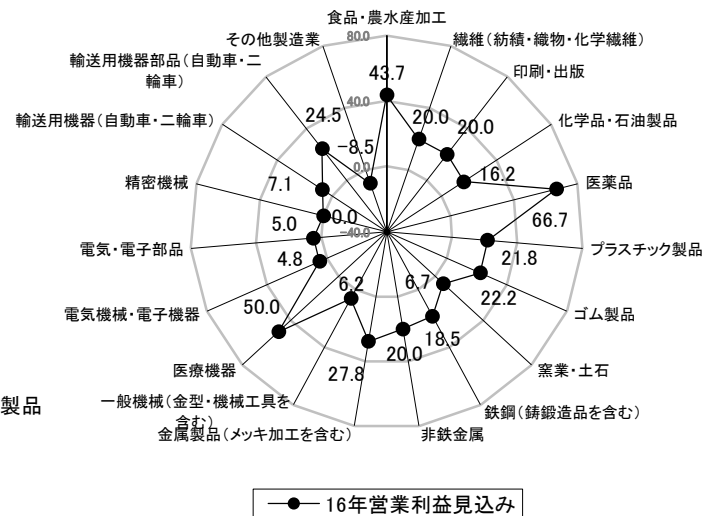 食品・農水産加工
80.0
その他製造業
繊維(紡績・織物・化学繊維)
輸送用機器部品(自動車・二
輪車)
印刷・出版
43.7
40.0
24.5
20.0
20.0
化学品・石油製品
輸送用機器(自動車・二輪車)
-8.5
0.0
16.2
精密機械
7.1
医薬品
66.7
0.0
-40.0
5.0
電気・電子部品
プラスチック製品
21.8
4.8
6.2
6.7
22.2
電気機械・電子機器
50.0
ゴム製品
18.5
20.0
27.8
医療機器
窯業・土石
製品
一般機械(金型・機械工具を
含む)
鉄鋼(鋳鍛造品を含む)
金属製品(メッキ加工を含む)
非鉄金属
16年営業利益見込み